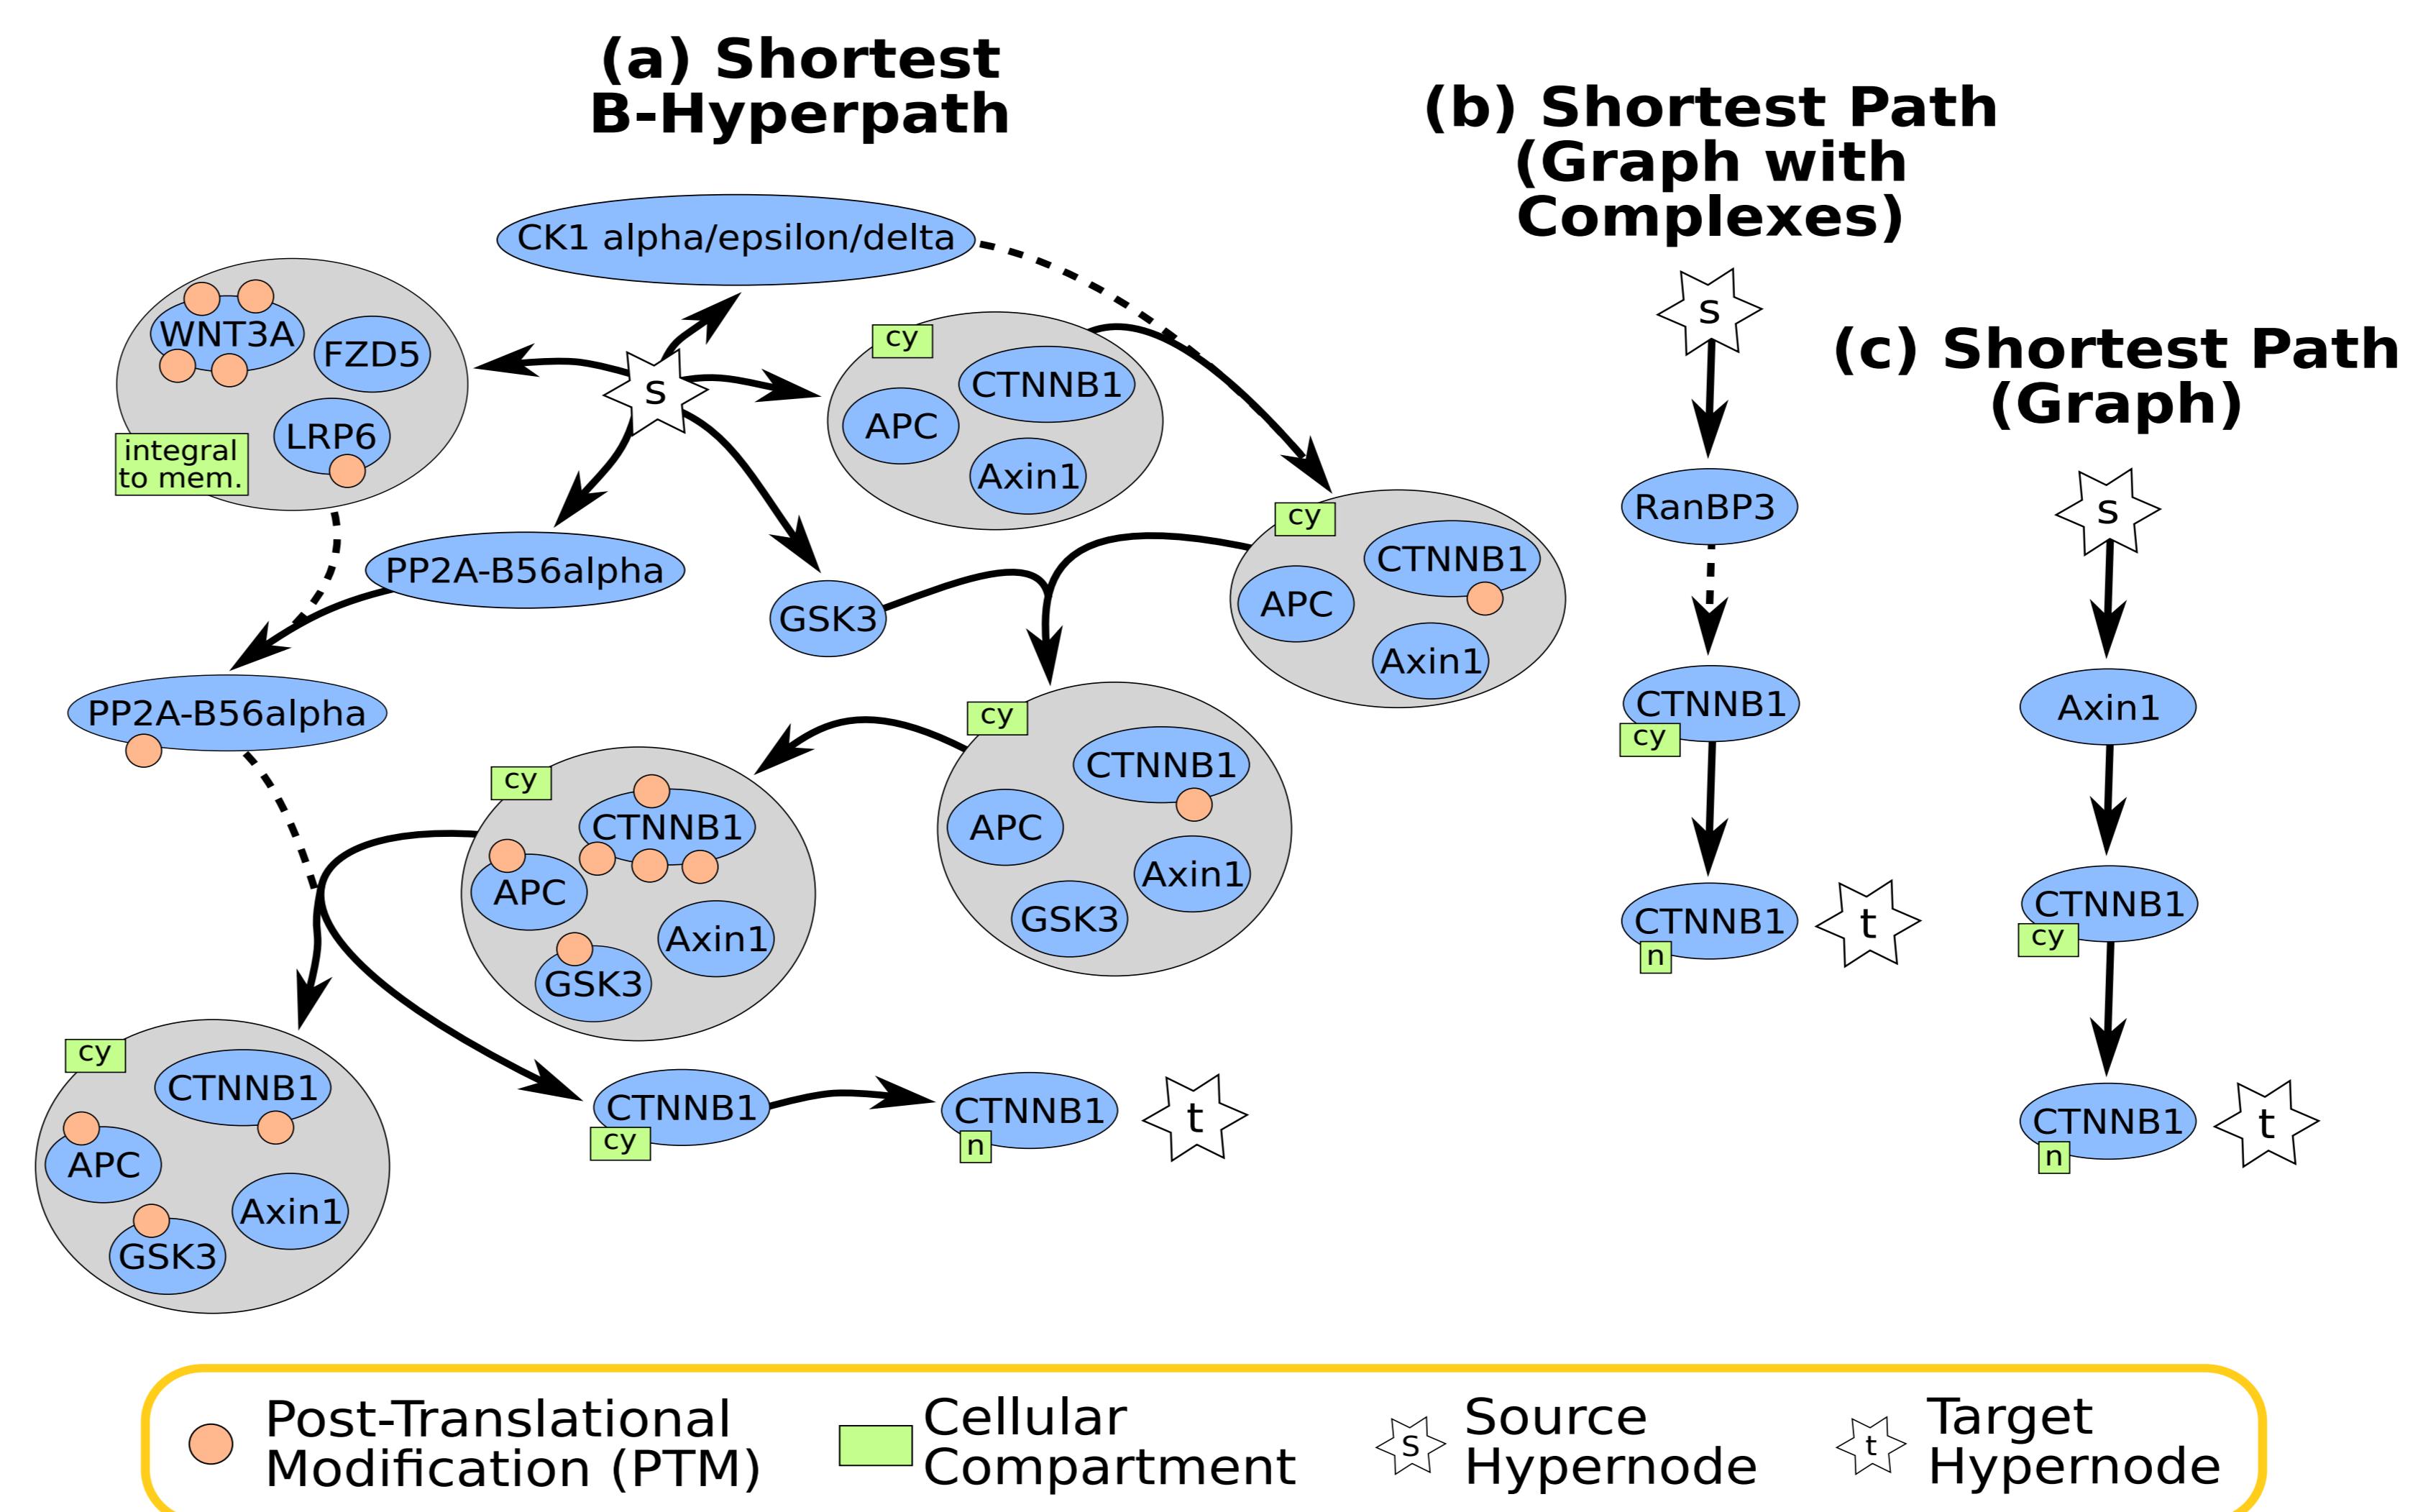 (a) Shortest
B-Hyperpath
CK1 alpha/epsilon/delta
WNT3A
FZD5
LRP6
integral
to mem.
s
cy
CTNNB1
APC
Axin1
PP2A-B56alpha
GSK3
cy
CTNNB1
APC
Axin1
PP2A-B56alpha
cy
CTNNB1
APC
Axin1
GSK3
cy
CTNNB1
APC
Axin1
GSK3
cy
CTNNB1
APC
Axin1
GSK3
CTNNB1
cy
CTNNB1
n
t
(b) Shortest Path
(Graph with
Complexes)
s
RanBP3
CTNNB1
cy
CTNNB1
n
t
(c) Shortest Path
(Graph)
s
Axin1
CTNNB1
cy
CTNNB1
n
t
Post-Translational
Modification (PTM)
Cellular
Compartment
S
Source
Hypernode
t
Target
Hypernode